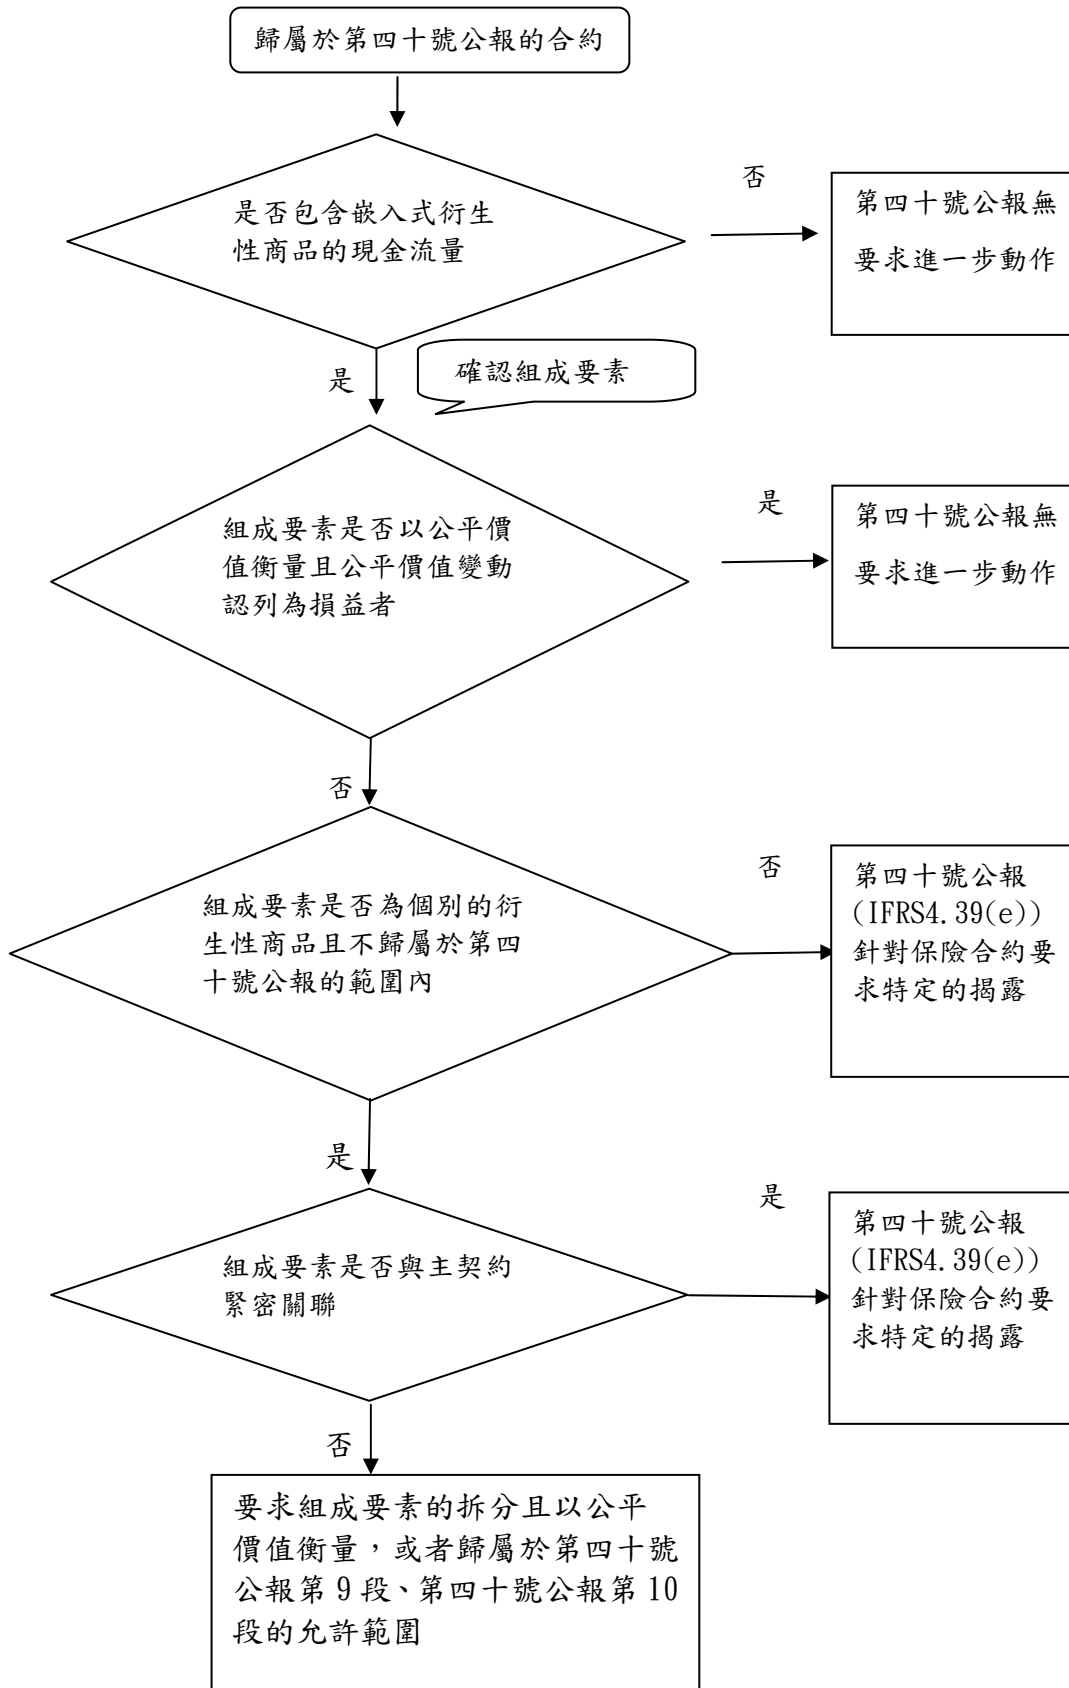 歸屬於第四十號公報的合約
是否包含嵌入式衍生
性商品的現金流量
否
第四十號公報無
要求進一步動作
是
確認組成要素
組成要素是否以公平價
值衡量且公平價值變動
認列為損益者
是
第四十號公報無
要求進一步動作
否
組成要素是否為個別的衍
生性商品且不歸屬於第四
十號公報的範圍內
否
第四十號公報
(IFRS4.39(e))
針對保險合約要
求特定的揭露
是
組成要素是否與主契約
緊密關聯
是
第四十號公報
(IFRS4.39(e))
針對保險合約要
求特定的揭露
否
要求組成要素的拆分且以公平
價值衡量，或者歸屬於第四十號
公報第 9 段、第四十號公報第 10
段的允許範圍